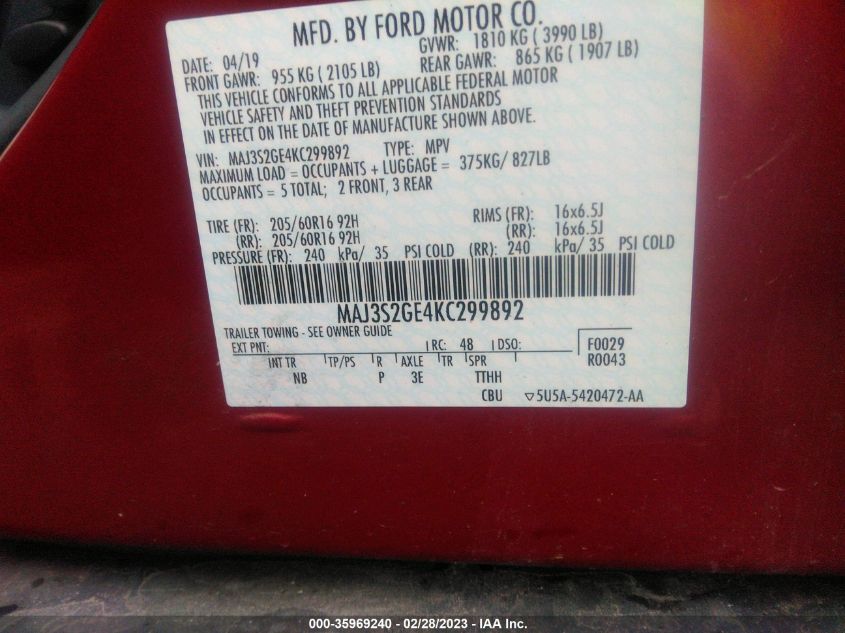 MFD. BY FORD MOTOR CO.
DATE: 04/19 GVWR: 1810 KG ( 3990 LB)
FRONT GAWR: 955 KG ( 2105 LB) REAR GAWR: 865 KG ( 1907 LB)
THIS VEHICLE CONFORMS TO ALL APPLICABLE FEDERAL MOTOR
VEHICLE SAFETY AND THEFT PREVENTION STANDARDS
IN EFFECT ON THE DATE OF MANUFACTURE SHOWN ABOVE.
VIN: MAJ3S2GE4KC299892 TYPE: MPV
MAXIMUM LOAD = OCCUPANTS + LUGGAGE = 375KG/ 827LB
OCCUPANTS = 5 TOTAL; 2 FRONT, 3 REAR
TIRE (FR): 205/60R16 92H RIMS (FR): 16x6.5J
(RR): 205/60R16 92H (RR): 16x6.5J
PRESSURE (FR): 240 kPa/ 35 PSI COLD (RR): 240 kPa/ 35 PSI COLD
MAJ3S2GE4KC299892
TRAILER TOWING - SEE OWNER GUIDE
EXT PNT: RC: 48 DSO: F0029
INT TR TP/PS R AXLE TR SPR R0043
NB P 3E TTHH
CBU ▽5U5A-5420472-AA
000-35969240 - 02/28/2023 - IAA Inc.